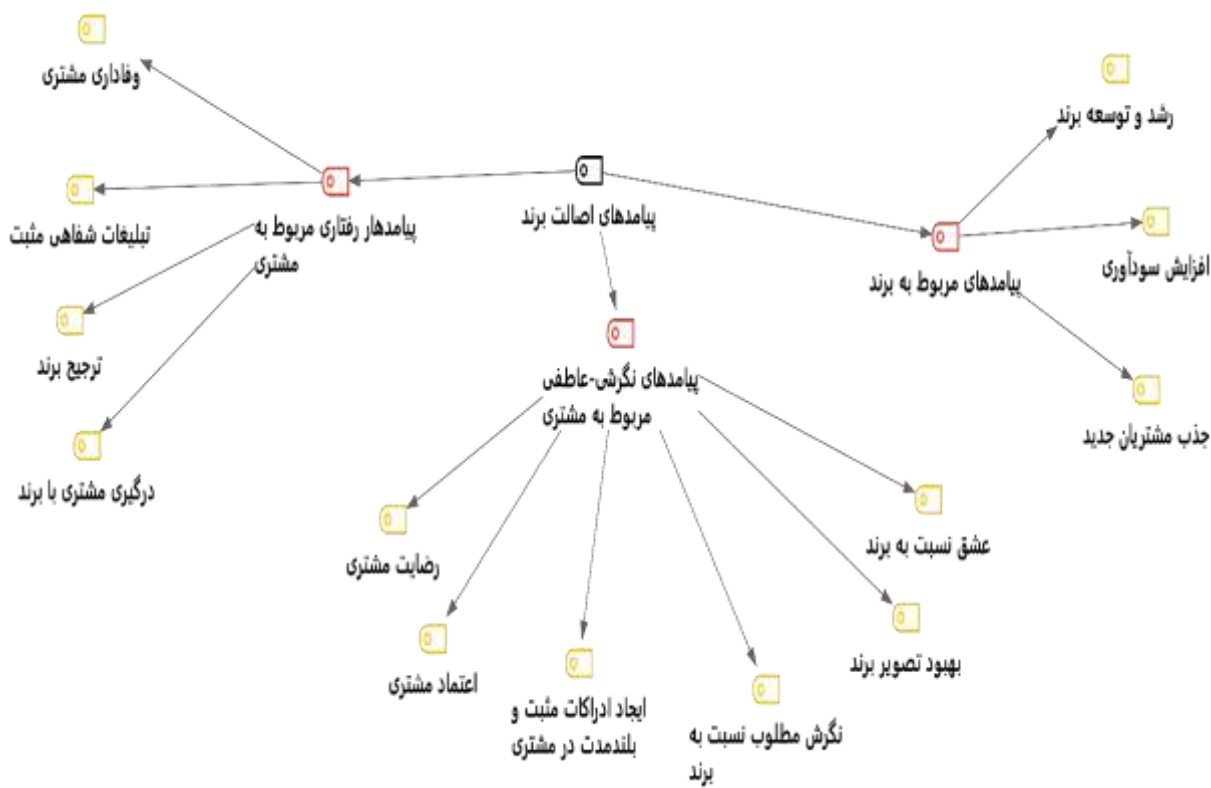 پیامدهای اصالت برند
پیامدهای مربوط به برند
رشد و توسعه برند
افزایش سودآوری
جذب مشتریان جدید
پیامدهای نگرشی-عاطفی
مربوط به مشتری
عشق نسبت به برند
بهبود تصویر برند
نگرش مطلوب نسبت به
برند
ایجاد ادراکات مثبت و
بلندمدت در مشتری
اعتماد مشتری
رضایت مشتری
پیامدهار رفتاری مربوط به
مشتری
وفاداری مشتری
تبلیغات شفاهی مثبت
ترجیح برند
درگیری مشتری با برند